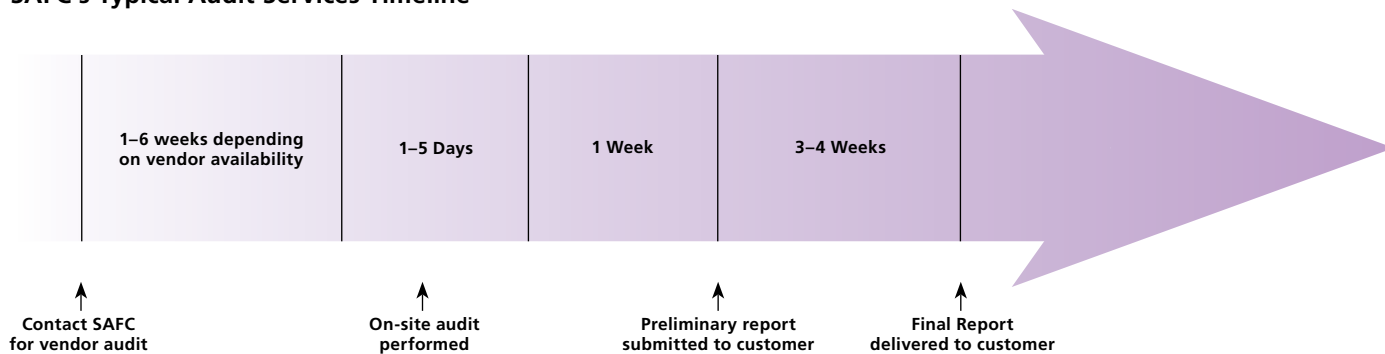 SAFC's Typical Audit Services Timeline
1–6 weeks depending
on vendor availability
1–5 Days
1 Week
3–4 Weeks
Contact SAFC
for vendor audit
On-site audit
performed
Preliminary report
submitted to customer
Final Report
delivered to customer